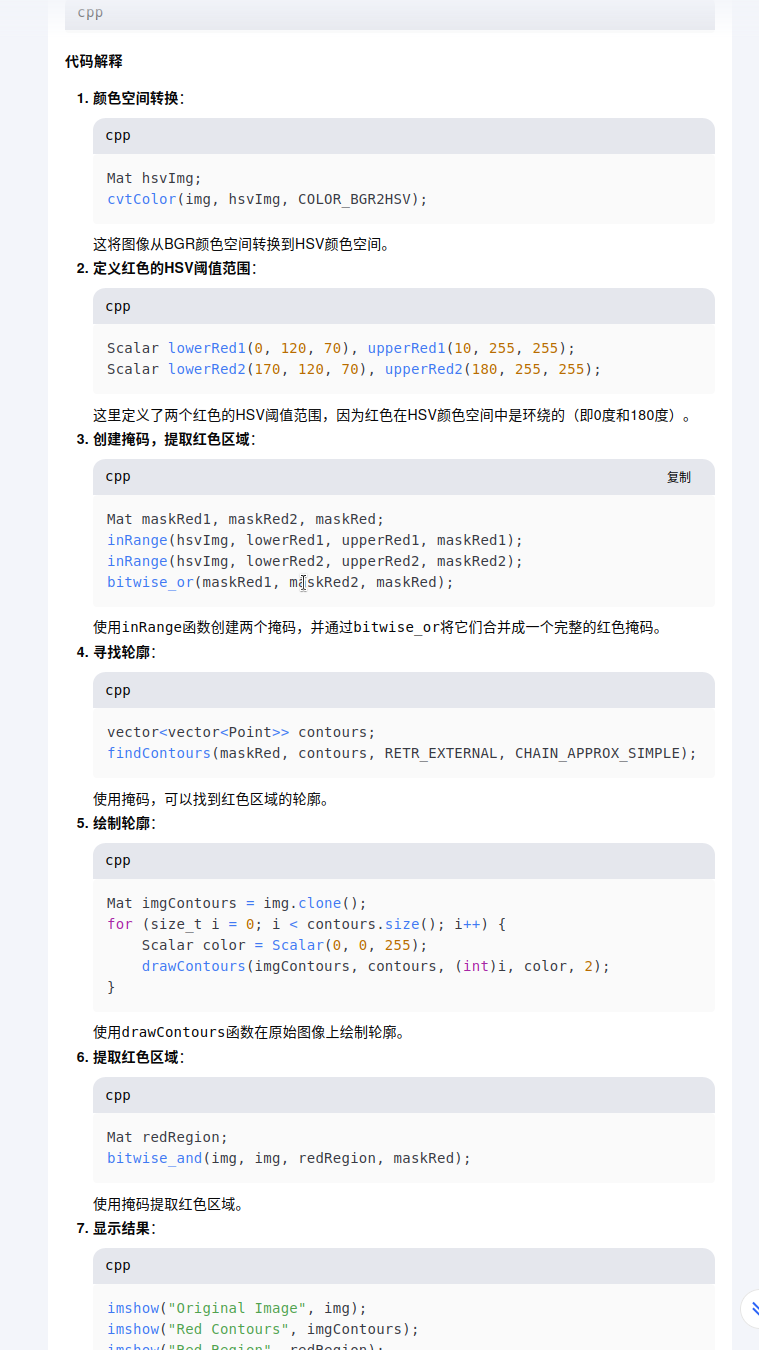 cpp
代码解释
1. 颜色空间转换：
cpp
Mat hsvImg;
cvtColor(img, hsvImg, COLOR_BGR2HSV);
这将图像从BGR颜色空间转换到HSV颜色空间。
2. 定义红色的HSV阈值范围：
cpp
Scalar lowerRed1(0, 120, 70), upperRed1(10, 255, 255);
Scalar lowerRed2(170, 120, 70), upperRed2(180, 255, 255);
这里定义了两个红色的HSV阈值范围，因为红色在HSV颜色空间中是环绕的（即0度和180度）。
3. 创建掩码，提取红色区域：
cpp 复制
Mat maskRed1, maskRed2, maskRed;
inRange(hsvImg, lowerRed1, upperRed1, maskRed1);
inRange(hsvImg, lowerRed2, upperRed2, maskRed2);
bitwise_or(maskRed1, maskRed2, maskRed);
使用inRange函数创建两个掩码，并通过bitwise_or将它们合并成一个完整的红色掩码。
4. 寻找轮廓：
cpp
vector<vector<Point>> contours;
findContours(maskRed, contours, RETR_EXTERNAL, CHAIN_APPROX_SIMPLE);
使用掩码，可以找到红色区域的轮廓。
5. 绘制轮廓：
cpp
Mat imgContours = img.clone();
for (size_t i = 0; i < contours.size(); i++) {
    Scalar color = Scalar(0, 0, 255);
    drawContours(imgContours, contours, (int)i, color, 2);
}
使用drawContours函数在原始图像上绘制轮廓。
6. 提取红色区域：
cpp
Mat redRegion;
bitwise_and(img, img, redRegion, maskRed);
使用掩码提取红色区域。
7. 显示结果：
cpp
imshow("Original Image", img);
imshow("Red Contours", imgContours);
imshow("Red Region", redRegion);